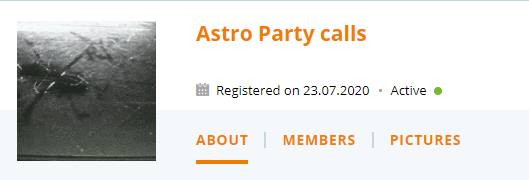 Astro Party calls
Registered on 23.07.2020 • Active
ABOUT | MEMBERS | PICTURES